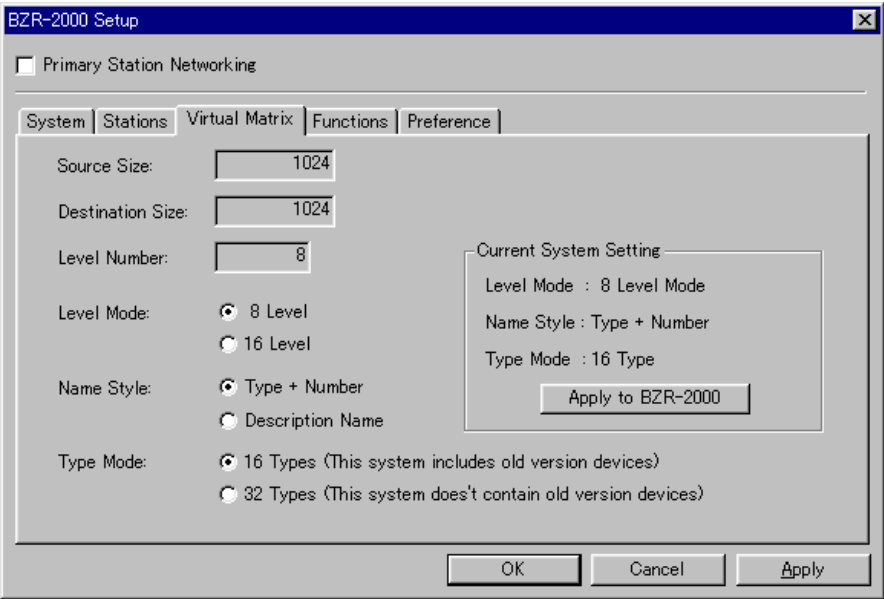 BZR-2000 Setup
Primary Station Networking
System Stations Virtual Matrix Functions Preference
Source Size: 1024
Destination Size: 1024
Level Number: 8
Level Mode: 8 Level
16 Level
Name Style: Type + Number
Description Name
Type Mode: 16 Types (This system includes old version devices)
32 Types (This system does't contain old version devices)
Current System Setting
Level Mode : 8 Level Mode
Name Style : Type + Number
Type Mode : 16 Type
Apply to BZR-2000
OK Cancel Apply